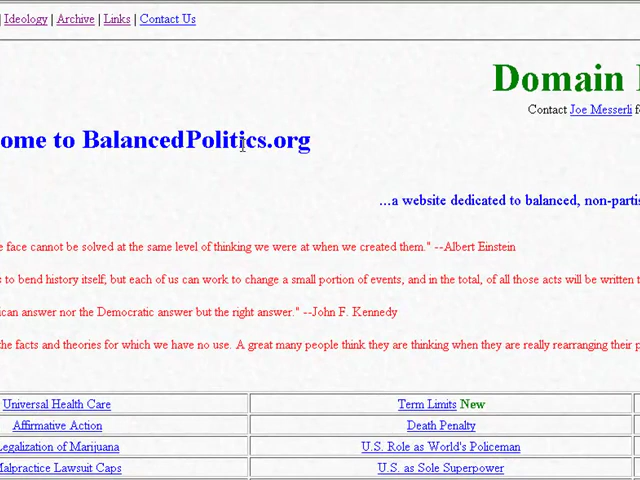 | Ideology | Archive | Links | Contact Us
Domain
Contact Joe Messerli
ome to BalancedPolitics.org
...a website dedicated to balanced, non-partis
e face cannot be solved at the same level of thinking we were at when we created them." --Albert Einstein
s to bend history itself; but each of us can work to change a small portion of events, and in the total, of all those acts will be written t
ican answer nor the Democratic answer but the right answer." --John F. Kennedy
the facts and theories for which we have no use. A great many people think they are thinking when they are really rearranging their p
Universal Health Care Term Limits New
Affirmative Action Death Penalty
Legalization of Marijuana U.S. Role as World's Policeman
Malpractice Lawsuit Caps U.S. as Sole Superpower